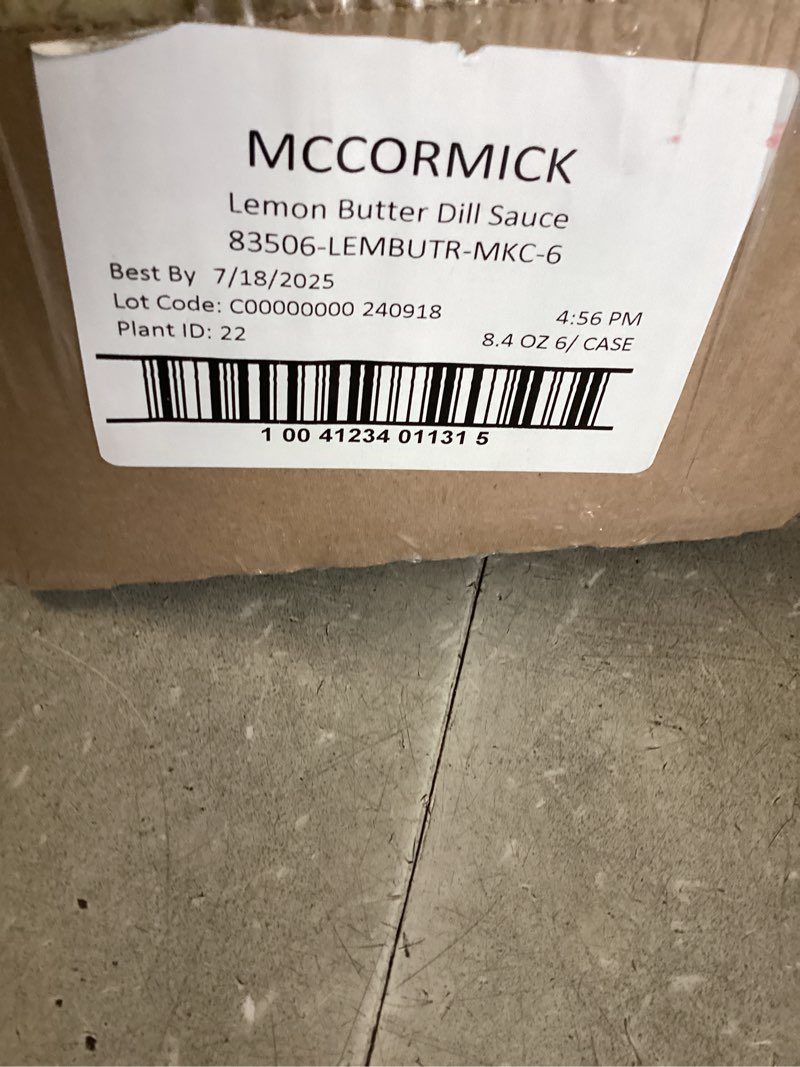 MCCORMICK
Lemon Butter Dill Sauce
83506-LEMBUTR-MKC-6
Best By 7/18/2025
Lot Code: C00000000 240918 4:56 PM
Plant ID: 22 8.4 OZ 6/ CASE
1 00 41234 01131 5